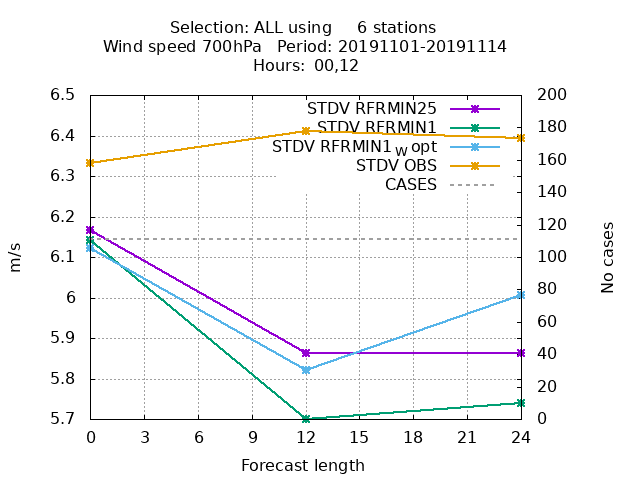 Selection: ALL using 6 stations
Wind speed 700hPa Period: 20191101-20191114
Hours: 00,12
6.5
6.4
6.3
6.2
6.1
6
5.9
5.8
5.7
m/s
STDV RFRMIN25
STDV RFRMIN1
STDV RFRMIN1_W opt
STDV OBS
CASES
200
180
160
140
120
100
80
60
40
20
0
No cases
0 3 6 9 12 15 18 21 24
Forecast length